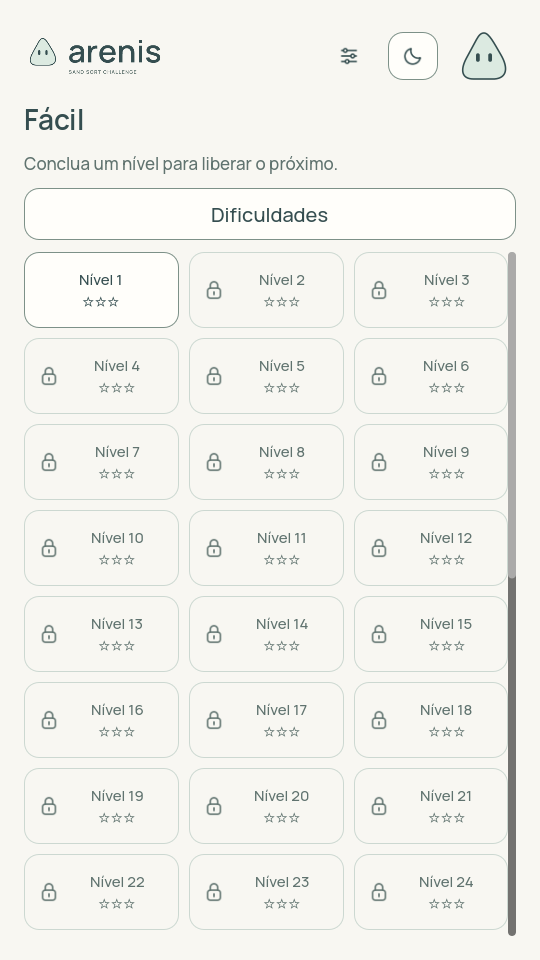 arenis
SAND SORT CHALLENGE
Fácil
Conclua um nível para liberar o próximo.
Dificuldades
Nível 1
Nível 2
Nível 3
Nível 4
Nível 5
Nível 6
Nível 7
Nível 8
Nível 9
Nível 10
Nível 11
Nível 12
Nível 13
Nível 14
Nível 15
Nível 16
Nível 17
Nível 18
Nível 19
Nível 20
Nível 21
Nível 22
Nível 23
Nível 24